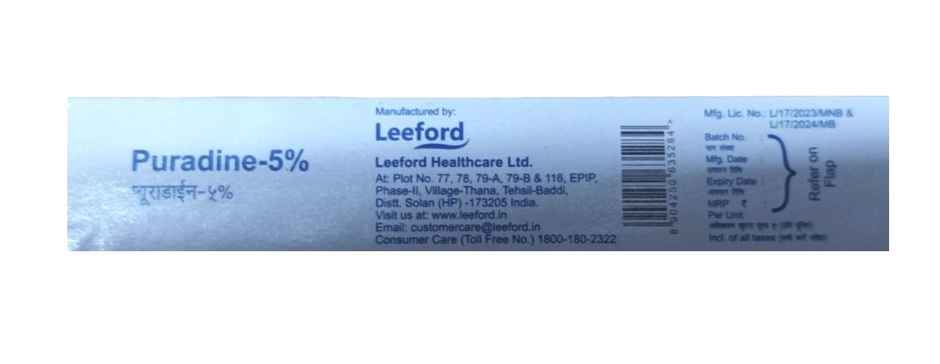 Puradine-5%
प्यूराडाईन-५%
Manufactured by:
Leeford
Leeford Healthcare Ltd.
At: Plot No. 77, 78, 79-A, 79-B & 116, EPIP,
Phase-II, Village-Thana, Tehsil-Baddi,
Distt. Solan (HP) -173205 India.
Visit us at: www.leeford.in
Email: customercare@leeford.in
Consumer Care (Toll Free No.) 1800-180-2322
8 904200 635284 >
Mfg. Lic. No.: L/17/2023/MNB &
L/17/2024/MB
Batch No. :
Mfg. Date :
Expiry Date :
MRP ₹ :
Per Unit
Incl. of all taxes
Refer on
Flap